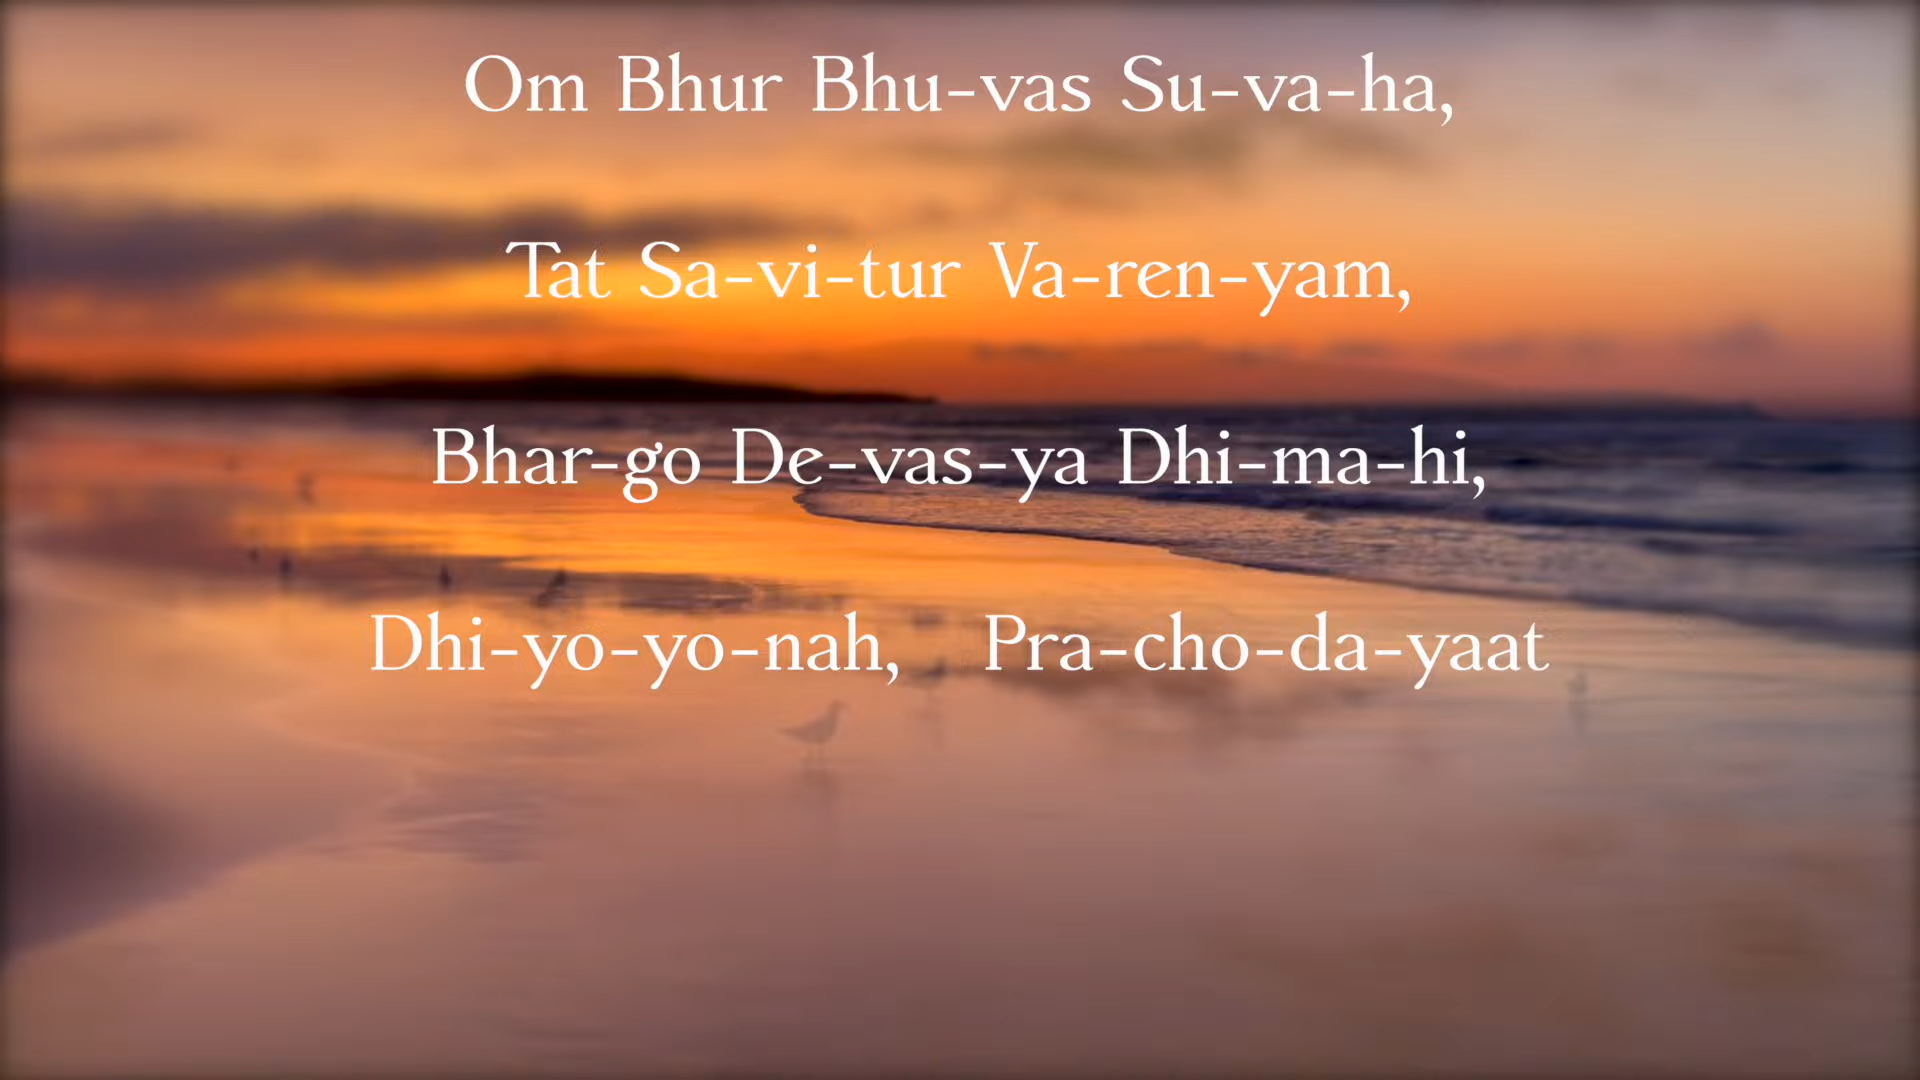 Om Bhur Bhu-vas Su-va-ha,
Tat Sa-vi-tur Va-ren-yam,
Bhar-go De-vas-ya Dhi-ma-hi,
Dhi-yo-yo-nah, Pra-cho-da-yaat